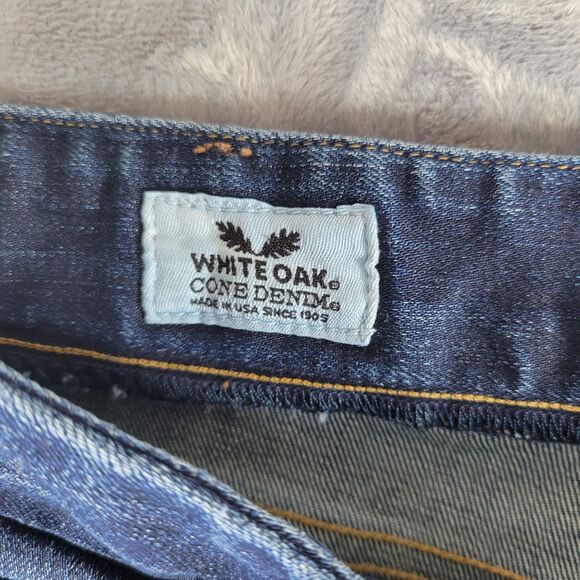 WHITE OAK®
CONE DENIM®
MADE IN USA SINCE 1905